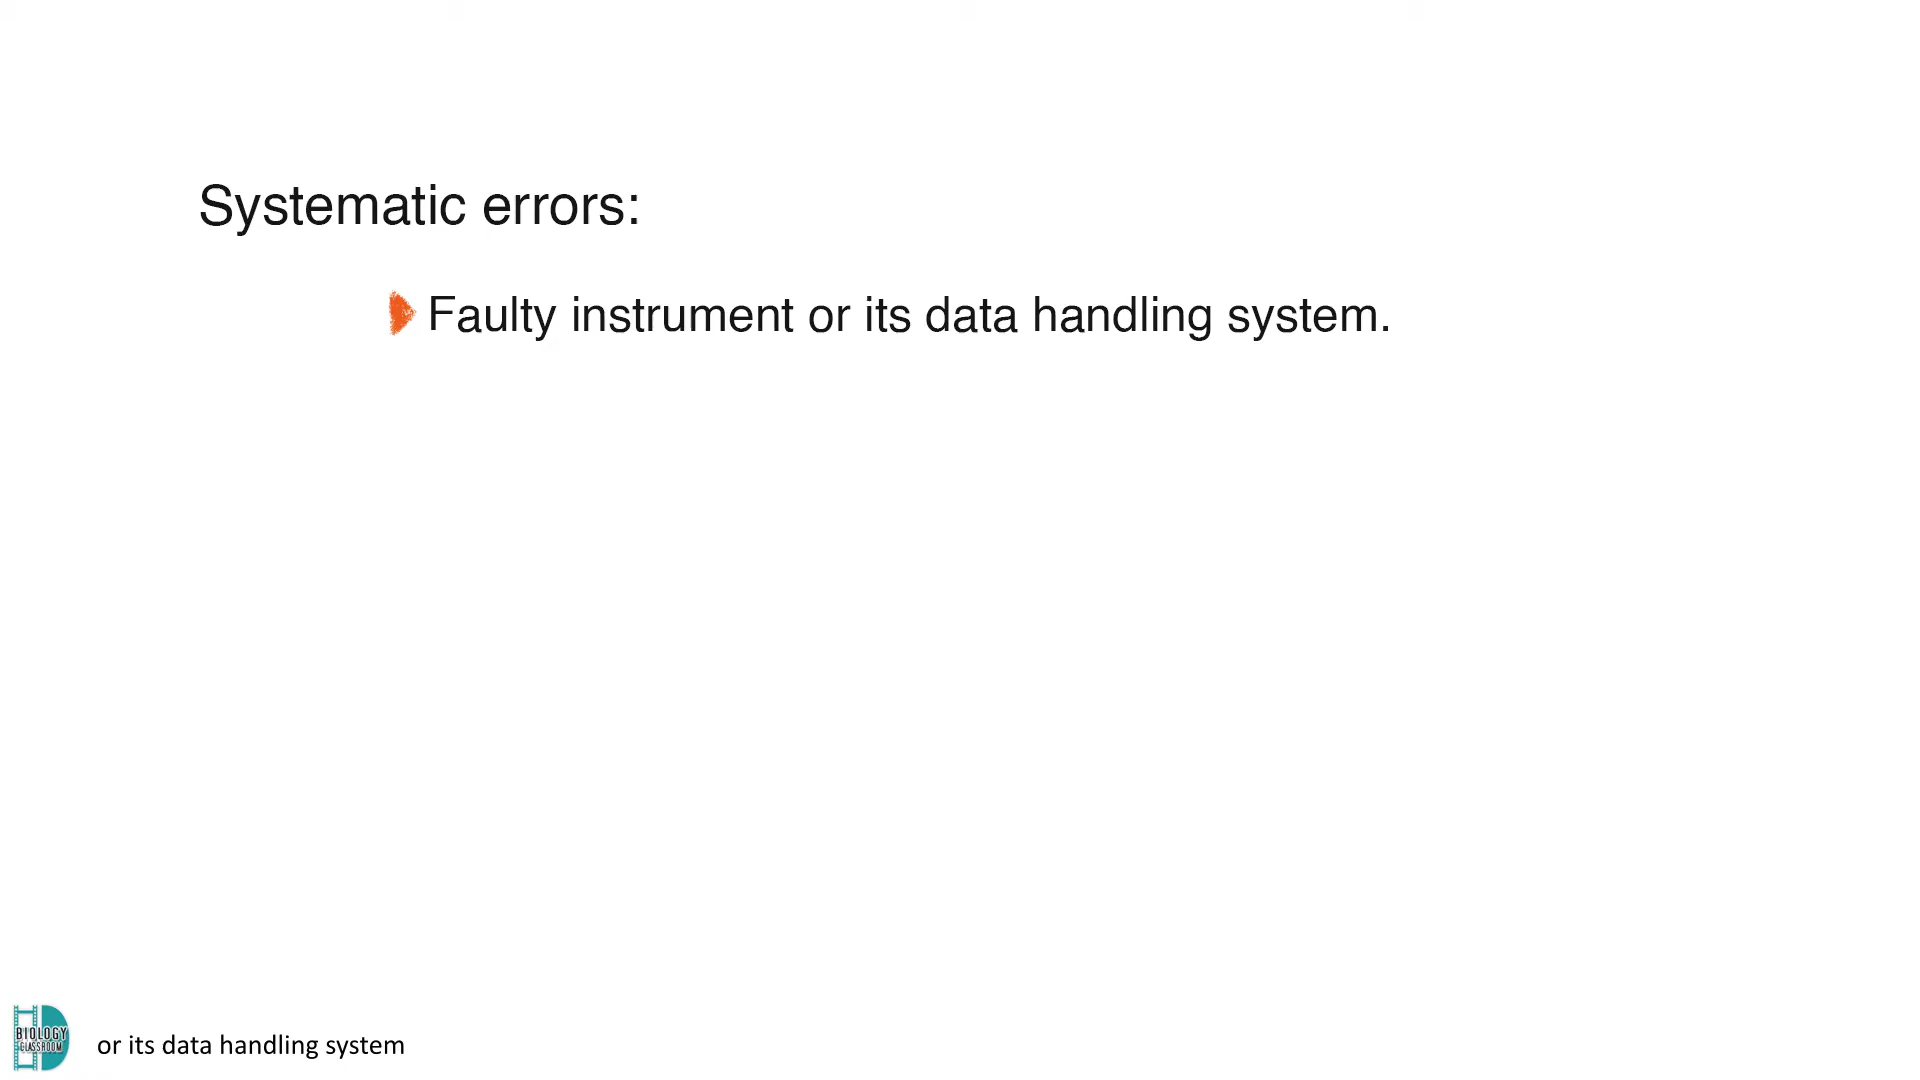 Systematic errors:
Faulty instrument or its data handling system.
BIOLOGY
CLASSROOM
or its data handling system